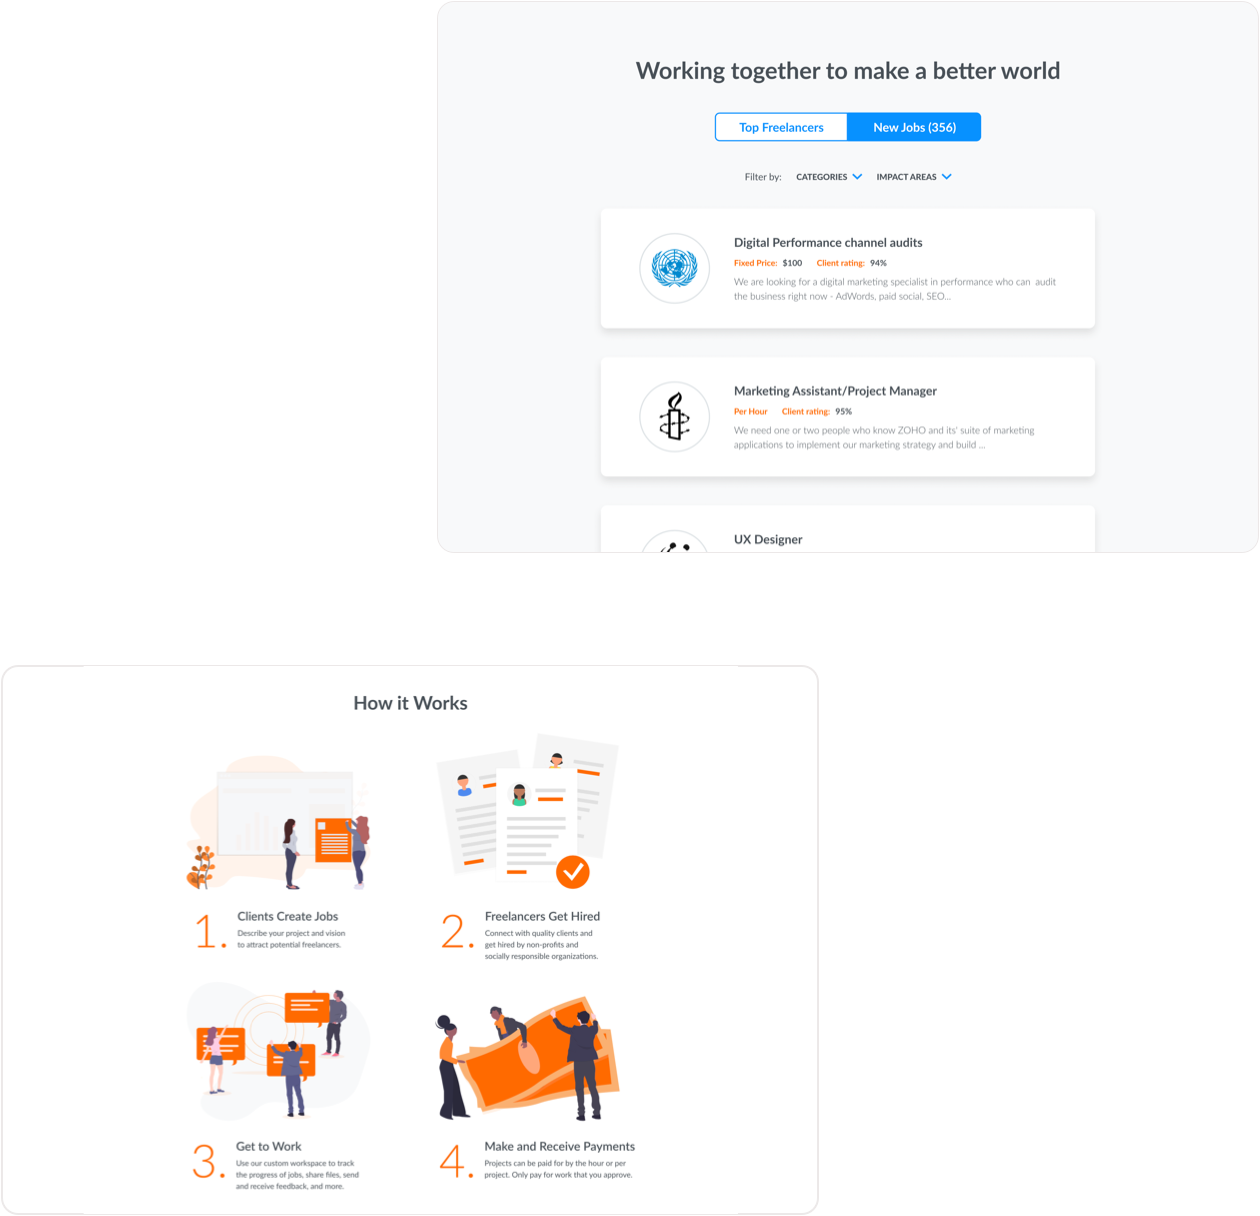 Working together to make a better world
Top Freelancers
New Jobs (356)
Filter by: CATEGORIES IMPACT AREAS
Digital Performance channel audits
Fixed Price: $100 Client rating: 94%
We are looking for a digital marketing specialist in performance who can audit
the business right now - AdWords, paid social, SEO...
Marketing Assistant/Project Manager
Per Hour Client rating: 95%
We need one or two people who know ZOHO and its' suite of marketing
applications to implement our marketing strategy and build ...
UX Designer
How it Works
1. Clients Create Jobs
Describe your project and vision
to attract potential freelancers.
2. Freelancers Get Hired
Connect with quality clients and
get hired by non-profits and
socially responsible organizations.
3. Get to Work
Use our custom workspace to track
the progress of jobs, share files, send
and receive feedback, and more.
4. Make and Receive Payments
Projects can be paid for by the hour or per
project. Only pay for work that you approve.